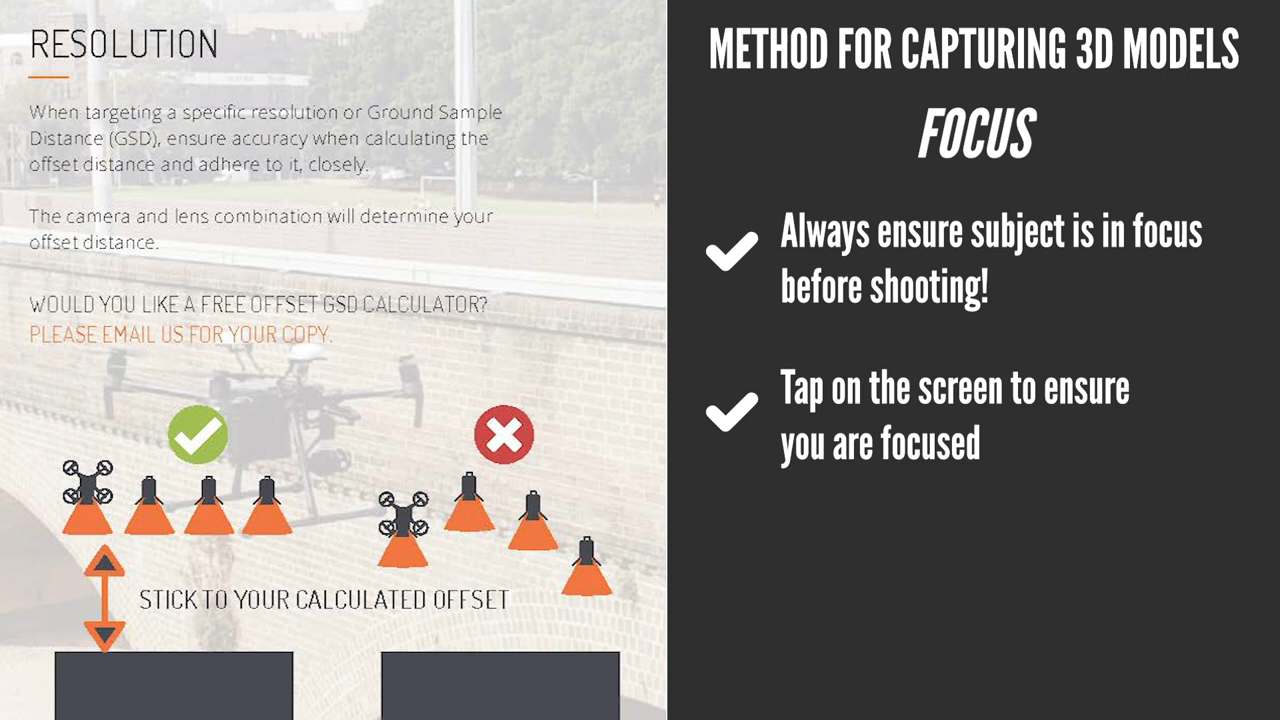 RESOLUTION
When targeting a specific resolution or Ground Sample
Distance (GSD), ensure accuracy when calculating the
offset distance and adhere to it, closely.
The camera and lens combination will determine your
offset distance.
WOULD YOU LIKE A FREE OFFSET GSD CALCULATOR?
PLEASE EMAIL US FOR YOUR COPY.
STICK TO YOUR CALCULATED OFFSET
METHOD FOR CAPTURING 3D MODELS
FOCUS
Always ensure subject is in focus
before shooting!
Tap on the screen to ensure
you are focused